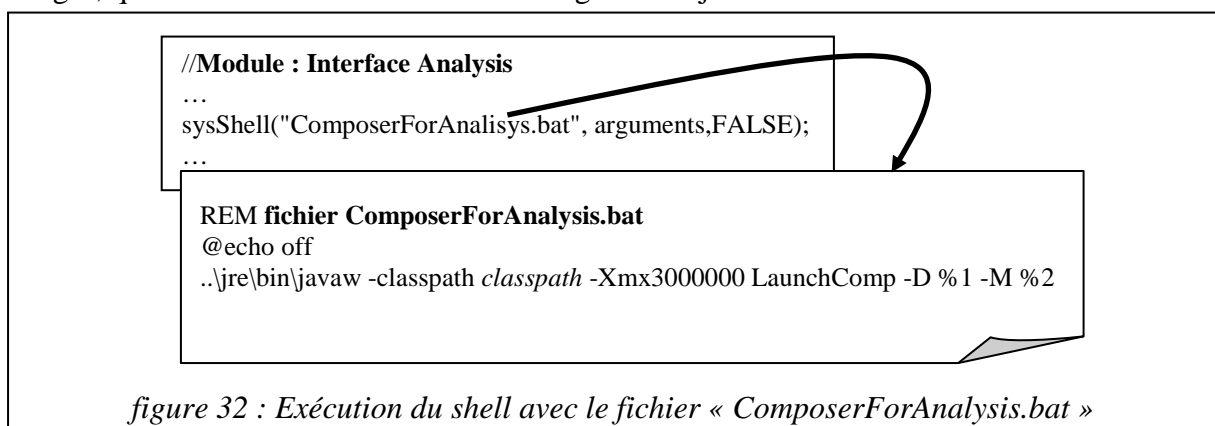 //Module : Interface Analysis
…
sysShell("ComposerForAnalisys.bat", arguments,FALSE);
…
REM fichier ComposerForAnalysis.bat
@echo off
..\jre\bin\javaw -classpath classpath -Xmx3000000 LaunchComp -D %1 -M %2
figure 32 : Exécution du shell avec le fichier « ComposerForAnalysis.bat »